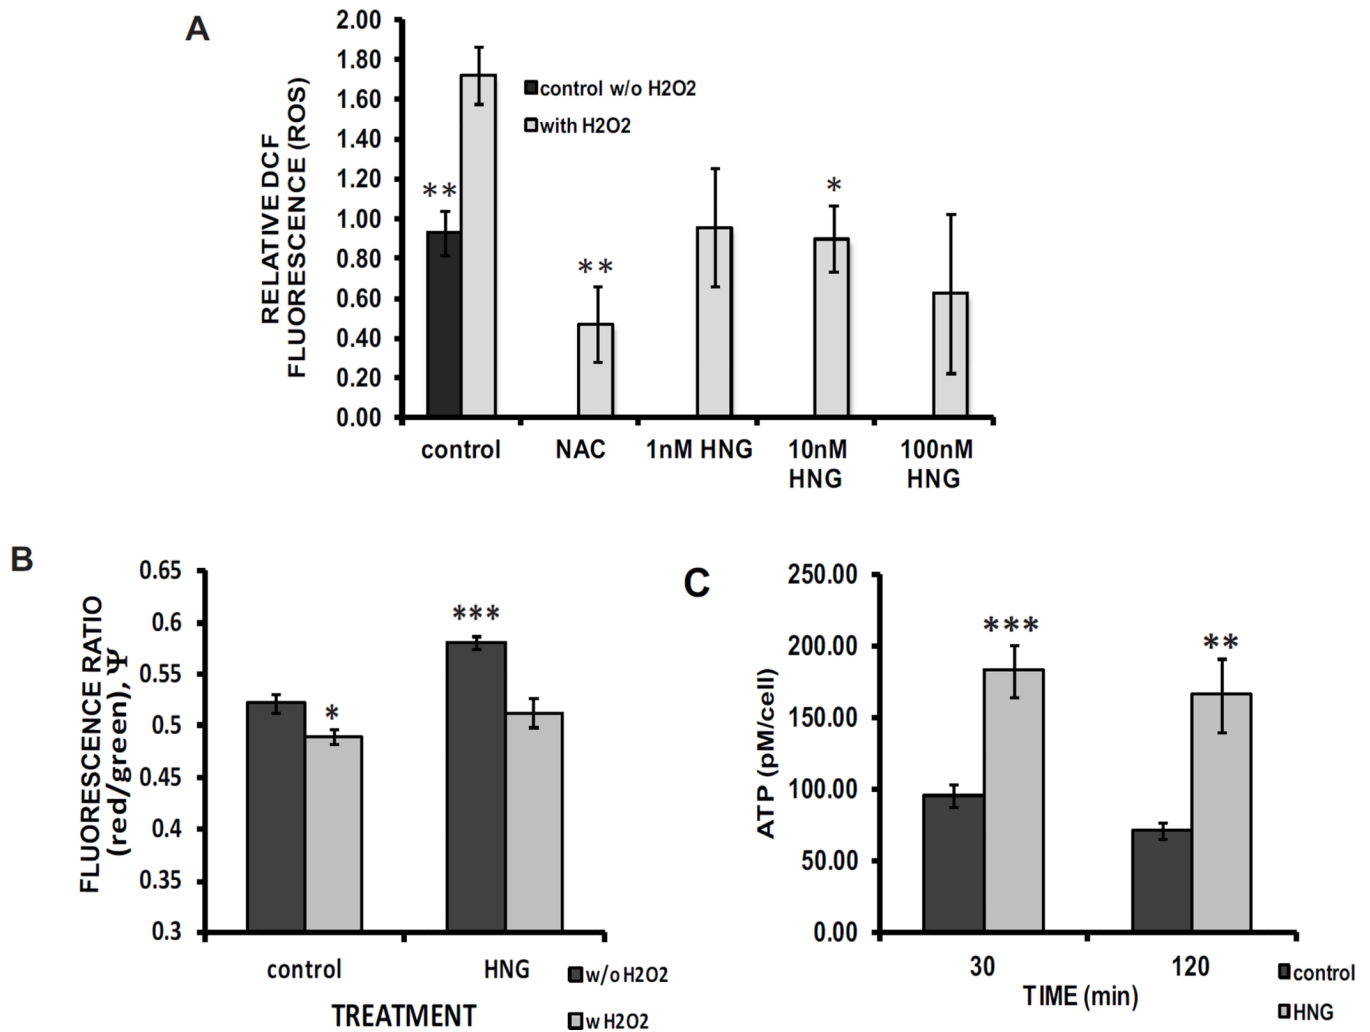 A
RELATIVE DCF
FLUORESCENCE (ROS)
2.00
1.80
1.60
1.40
1.20
1.00
0.80
0.60
0.40
0.20
0.00
control w/o H2O2
with H2O2
**
**
*
control
NAC
1nM HNG
10nM
HNG
100nM
HNG
B
FLUORESCENCE RATIO
(red/green), Ψ
0.65
0.6
0.55
0.5
0.45
0.4
0.35
0.3
*
***
control
HNG
TREATMENT
w/o H2O2
w H2O2
C
ATP (pM/cell)
250.00
200.00
150.00
100.00
50.00
0.00
***
**
30
120
TIME (min)
control
HNG